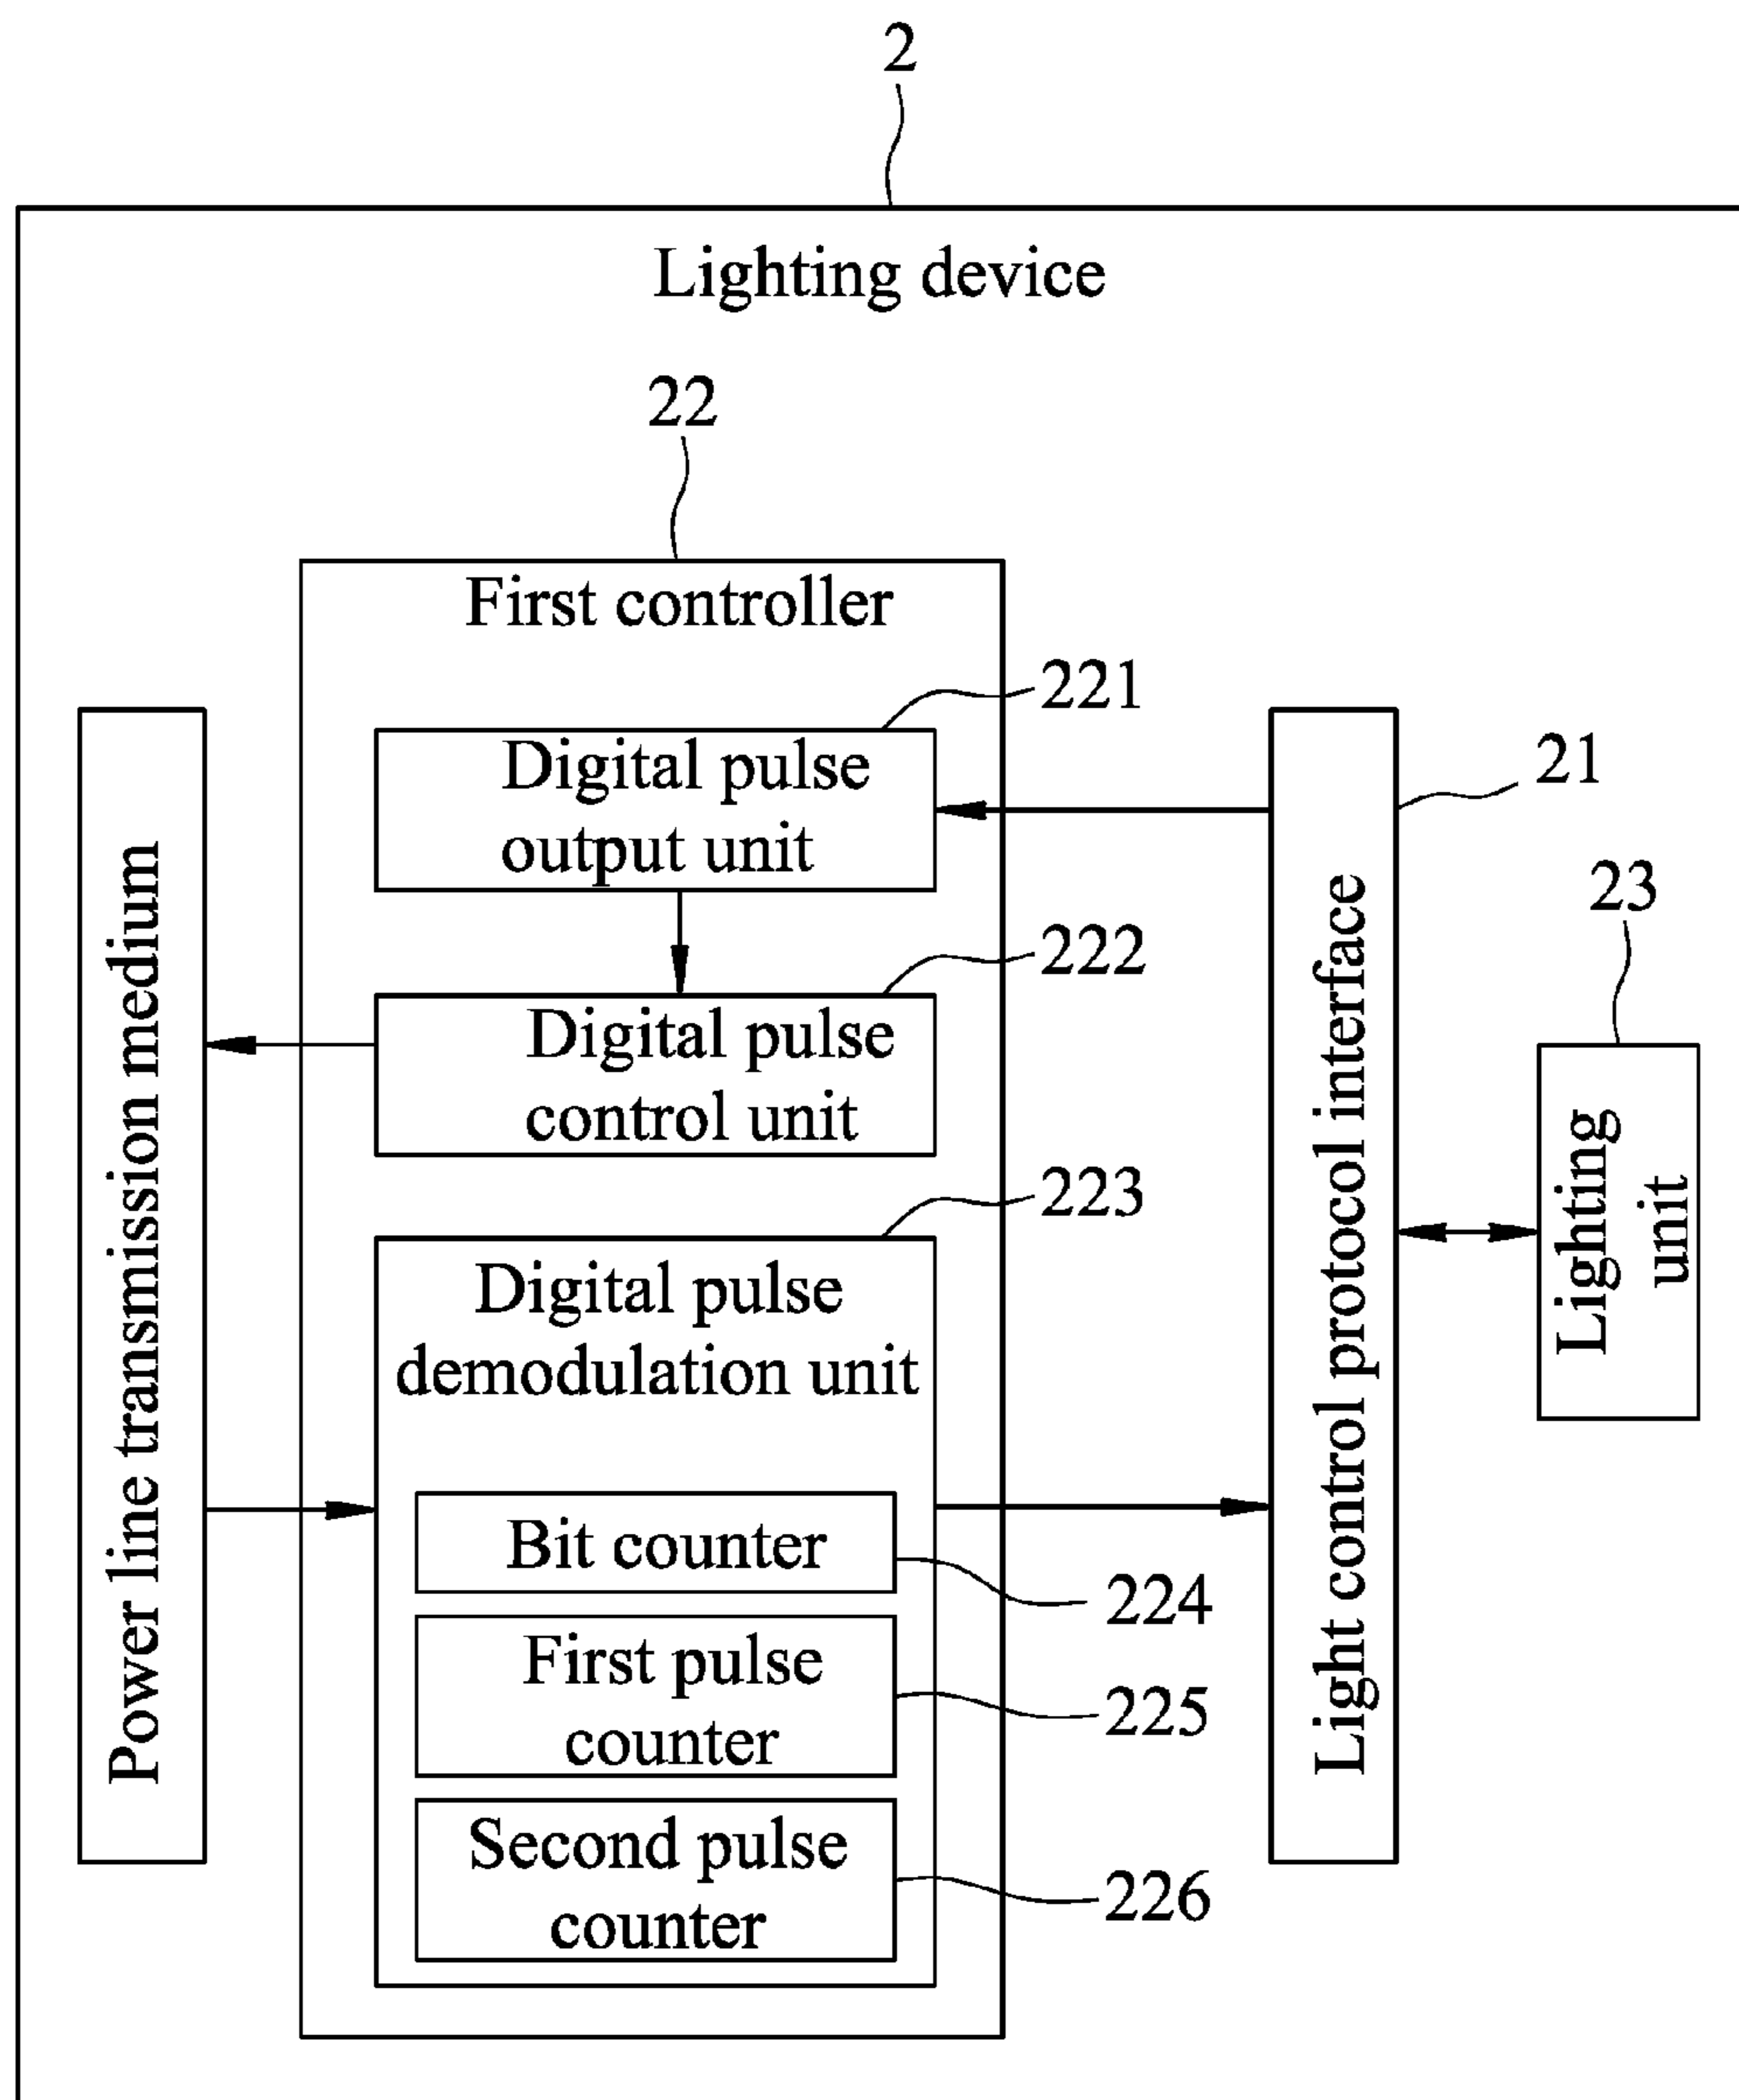 2
Lighting device
22
First controller
221
Digital pulse
output unit
222
Digital pulse
control unit
223
Digital pulse
demodulation unit
Bit counter
224
First pulse
counter
225
Second pulse
counter
226
Power line transmission medium
Light control protocol interface
21
23
Lighting
unit